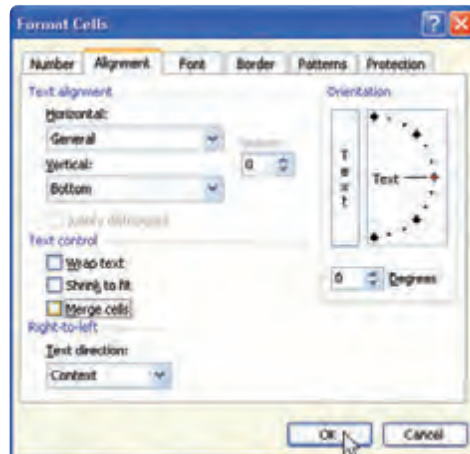 Format Cells
Number Alignment Font Border Patterns Protection
Text alignment
Horizontal:
General
Indent:
0
Vertical:
Bottom
Justify distributed
Text control
Wrap text
Shrink to fit
Merge cells
Right-to-left
Text direction:
Context
Orientation
Text
Text
0 Degrees
OK Cancel